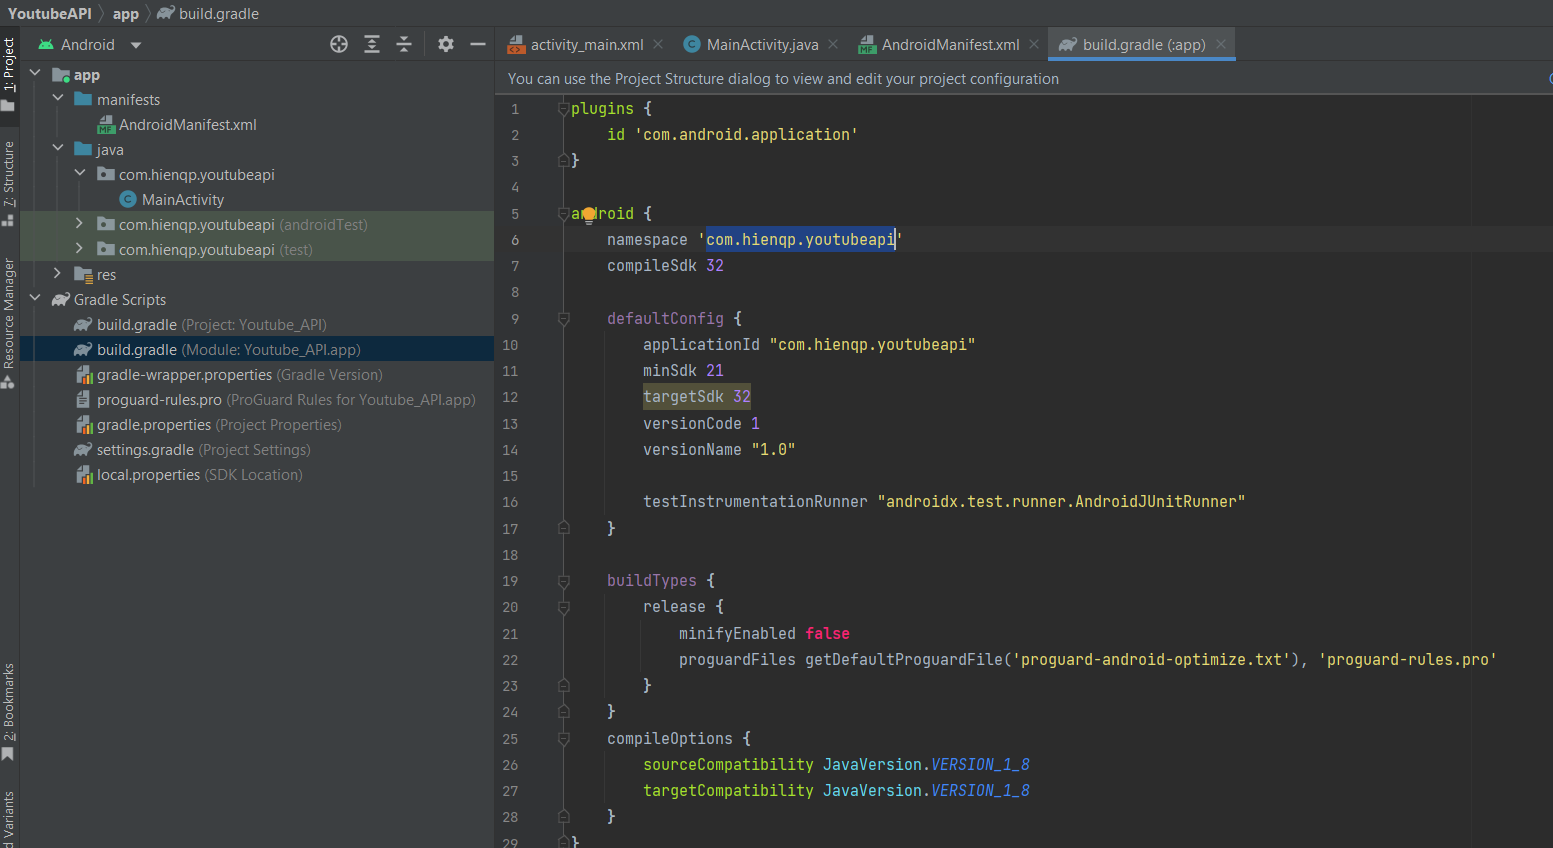 YoutubeAPI app build.gradle
Android
activity_main.xml MainActivity.java AndroidManifest.xml build.gradle (:app)
You can use the Project Structure dialog to view and edit your project configuration
1: Project
7: Structure
Resource Manager
2: Bookmarks
d Variants
app
manifests
AndroidManifest.xml
java
com.hienqp.youtubeapi
MainActivity
com.hienqp.youtubeapi (androidTest)
com.hienqp.youtubeapi (test)
res
Gradle Scripts
build.gradle (Project: Youtube_API)
build.gradle (Module: Youtube_API.app)
gradle-wrapper.properties (Gradle Version)
proguard-rules.pro (ProGuard Rules for Youtube_API.app)
gradle.properties (Project Properties)
settings.gradle (Project Settings)
local.properties (SDK Location)
1 plugins {
2 id 'com.android.application'
3 }
4
5 android {
6 namespace 'com.hienqp.youtubeapi'
7 compileSdk 32
8
9 defaultConfig {
10 applicationId "com.hienqp.youtubeapi"
11 minSdk 21
12 targetSdk 32
13 versionCode 1
14 versionName "1.0"
15
16 testInstrumentationRunner "androidx.test.runner.AndroidJUnitRunner"
17 }
18
19 buildTypes {
20 release {
21 minifyEnabled false
22 proguardFiles getDefaultProguardFile('proguard-android-optimize.txt'), 'proguard-rules.pro'
23 }
24 }
25 compileOptions {
26 sourceCompatibility JavaVersion.VERSION_1_8
27 targetCompatibility JavaVersion.VERSION_1_8
28 }
29 }